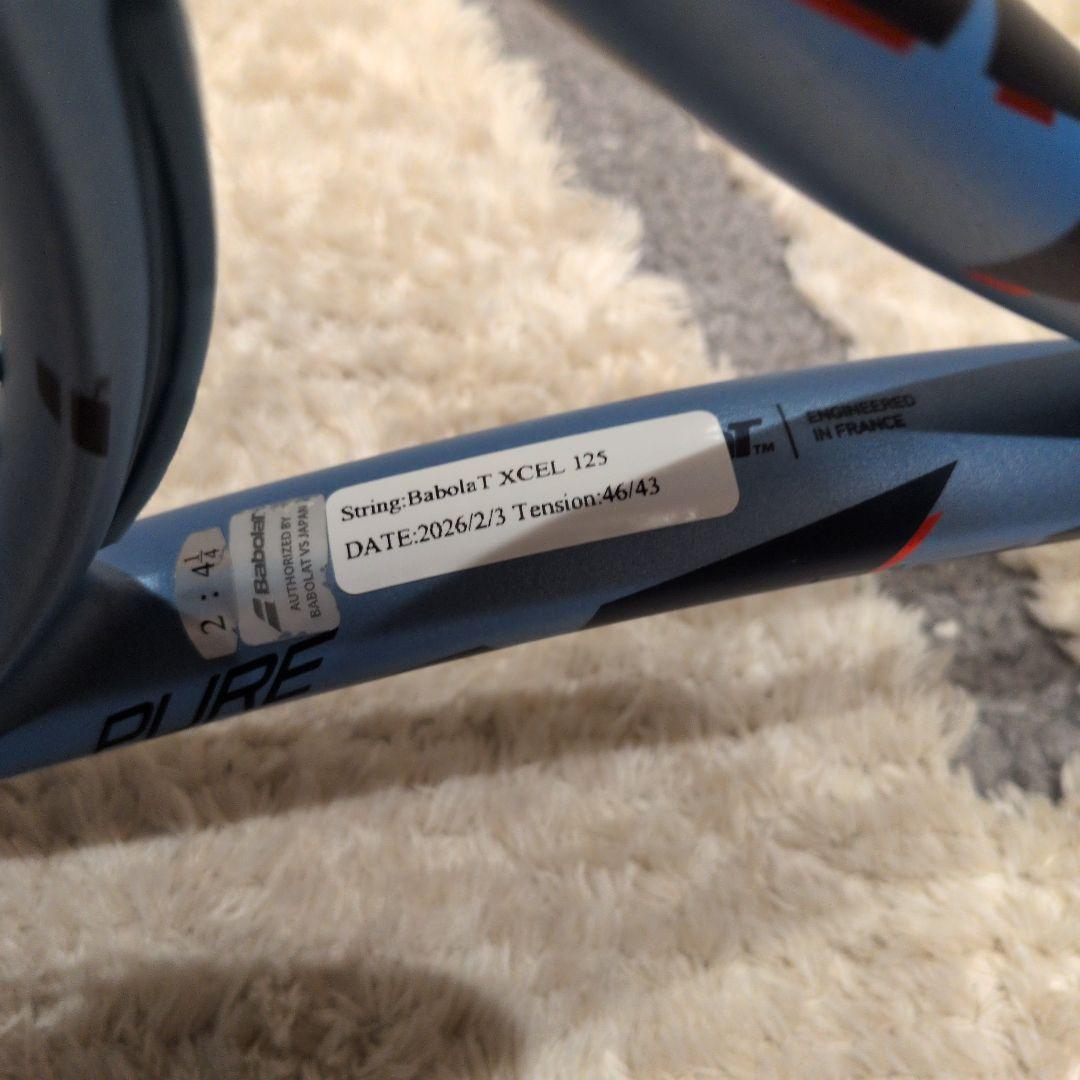 String:BabolaT XCEL 125
DATE:2026/2/3 Tension:46/43
T™
ENGINEERED
IN FRANCE
2 : 4 1/4
Babolat
AUTHORIZED BY
BABOLAT VS JAPAN
PURE